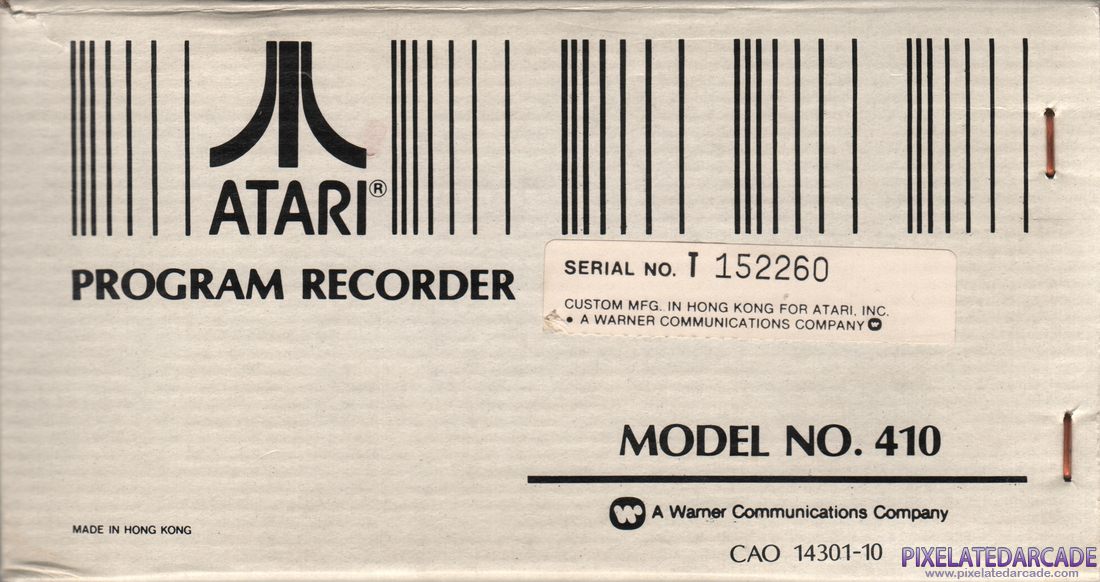 ATARI®
PROGRAM RECORDER
SERIAL NO. T 152260
CUSTOM MFG. IN HONG KONG FOR ATARI, INC.
• A WARNER COMMUNICATIONS COMPANY
MODEL NO. 410
A Warner Communications Company
MADE IN HONG KONG
CAO 14301-10
PIXELATEDARCADE
www.pixelatedarcade.com